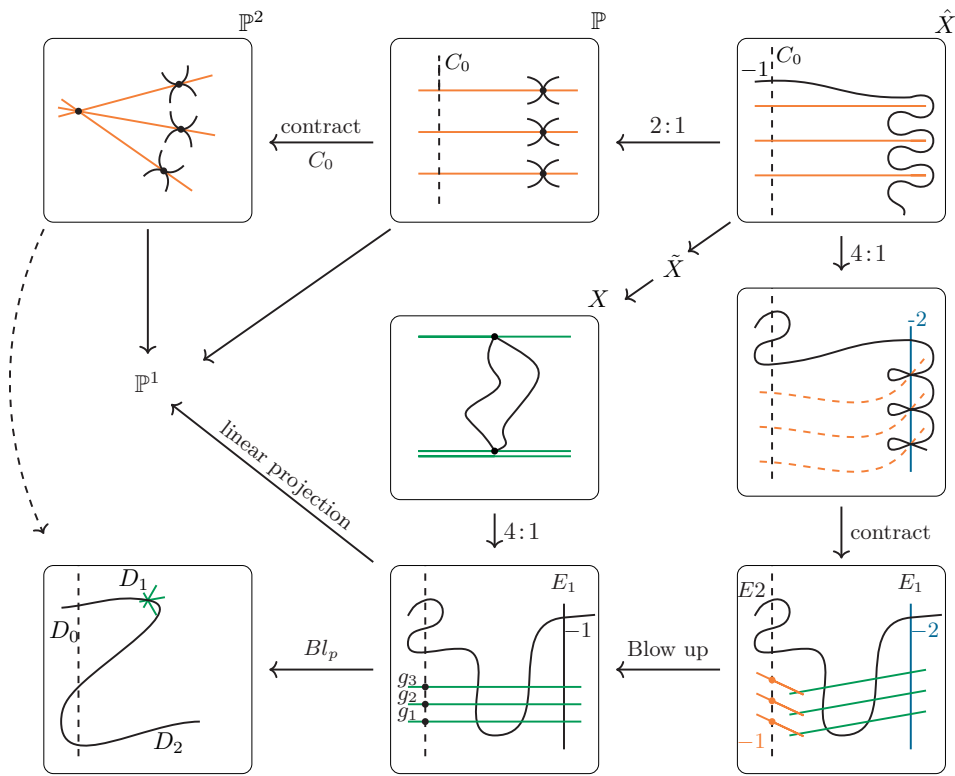 ℙ²
ℙ
X̂
C₀
−1
C₀
contract
C₀
2:1
4:1
X̃
X
-2
ℙ¹
linear projection
4:1
contract
D₁
D₀
D₂
Blₚ
E₁
−1
g₃
g₂
g₁
Blow up
E2
E₁
−2
−1